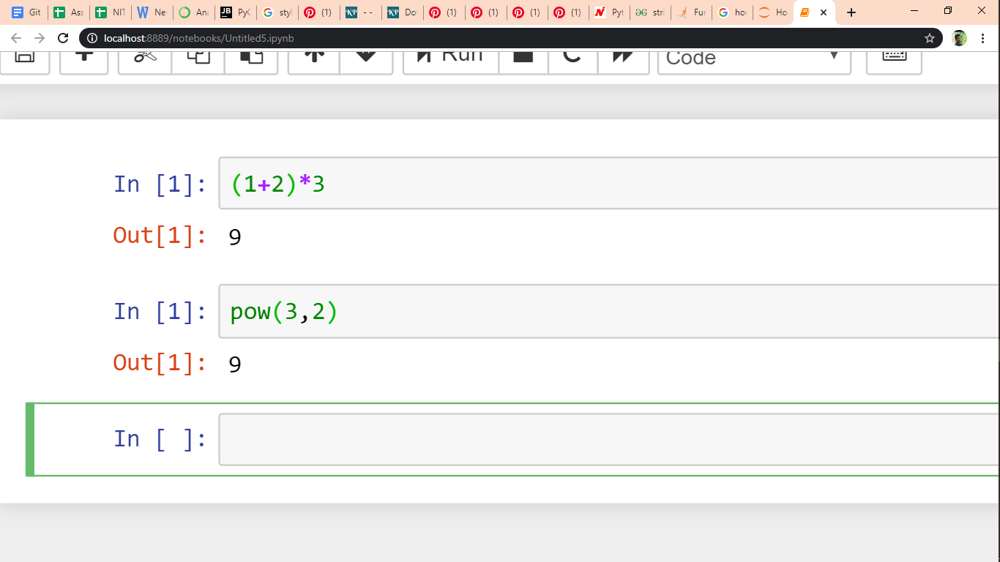 Git Ass NIT Nev Ana PyC styl (1) - - Do (1) (1) (1) (1) Pyt stri Fur hov Ho
localhost:8889/notebooks/Untitled5.ipynb
Run Code
In [1]: (1+2)*3
Out[1]: 9
In [1]: pow(3,2)
Out[1]: 9
In [ ]: